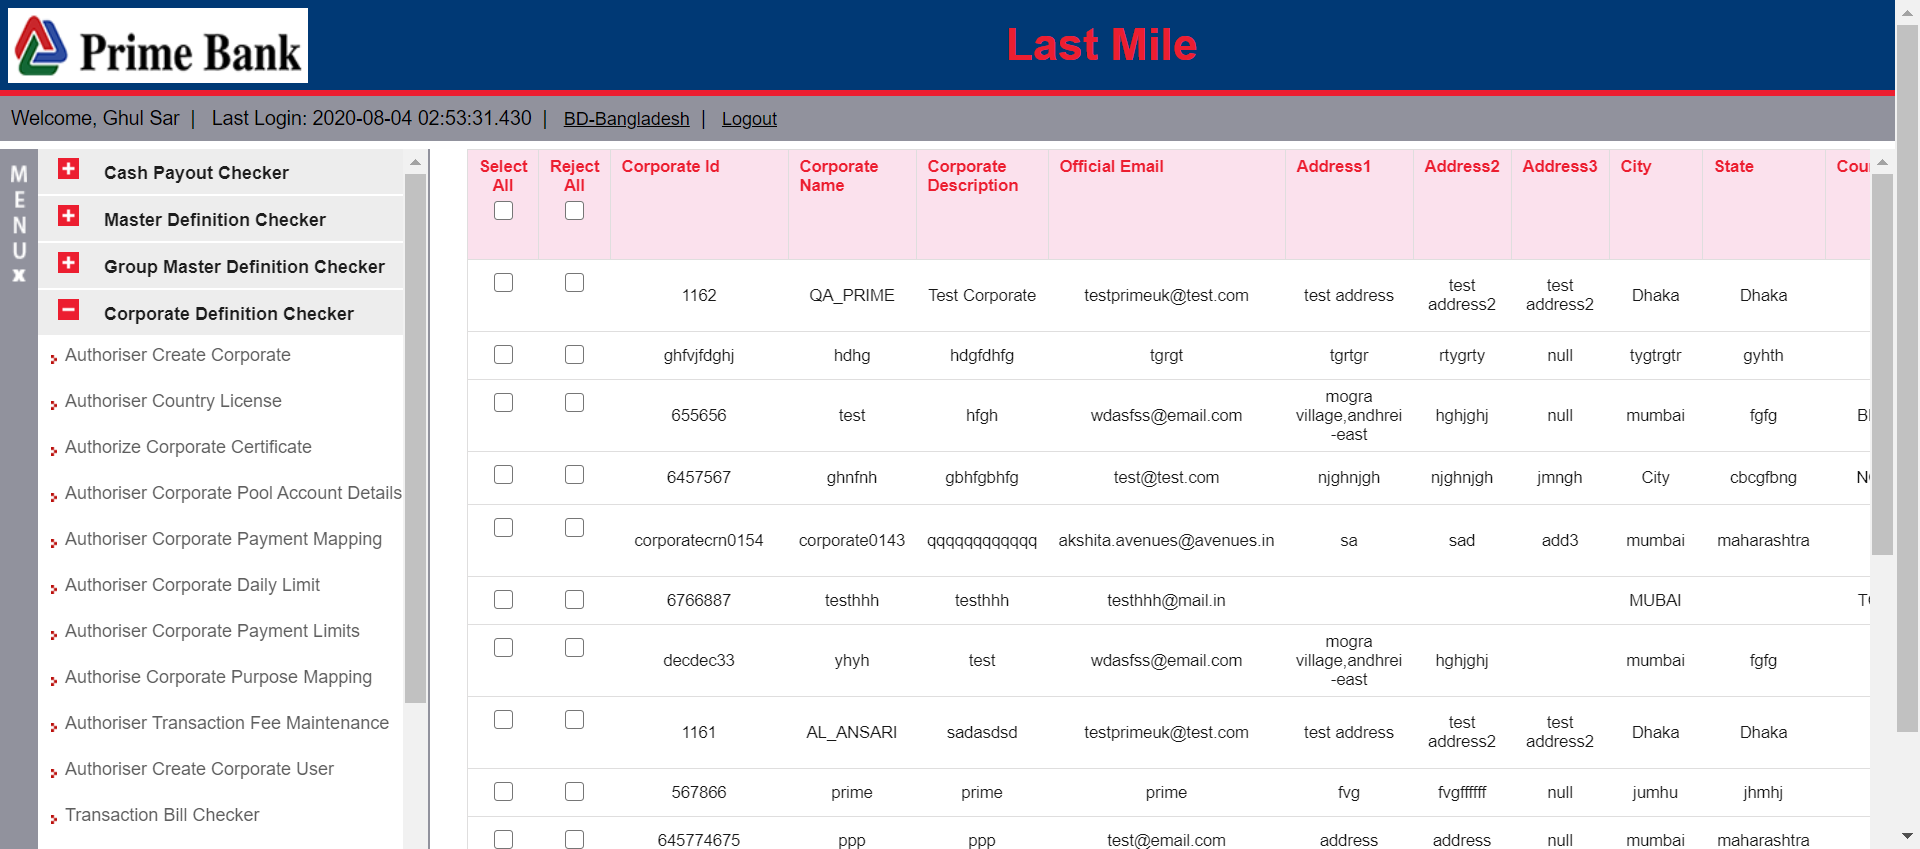 Prime Bank
Last Mile
Welcome, Ghul Sar | Last Login: 2020-08-04 02:53:31.430 | BD-Bangladesh | Logout
MENU x
Cash Payout Checker
Master Definition Checker
Group Master Definition Checker
Corporate Definition Checker
Authoriser Create Corporate
Authoriser Country License
Authorize Corporate Certificate
Authoriser Corporate Pool Account Details
Authoriser Corporate Payment Mapping
Authoriser Corporate Daily Limit
Authoriser Corporate Payment Limits
Authorise Corporate Purpose Mapping
Authoriser Transaction Fee Maintenance
Authoriser Create Corporate User
Transaction Bill Checker
Select Reject Corporate Id Corporate Corporate Official Email Address1 Address2 Address3 City State Cou
All All Name Description
test test
1162 QA_PRIME Test Corporate testprimeuk@test.com test address address2 address2 Dhaka Dhaka
ghfvjfdghj hdhg hdgfdhfg tgrgt tgrtgr rtygrty null tygtrgtr gyhth
mogra
655656 test hfgh wdasfss@email.com village,andhrei hghjghj null mumbai fgfg B
-east
6457567 ghnfnh gbhfgbhfg test@test.com njghnjgh njghnjgh jmngh City cbcgfbng N
corporatecrn0154 corporate0143 qqqqqqqqqqqq akshita.avenues@avenues.in sa sad add3 mumbai maharashtra
6766887 testhhh testhhh testhhh@mail.in MUBAI T
mogra
decdec33 yhyh test wdasfss@email.com village,andhrei hghjghj mumbai fgfg
-east
test test
1161 AL_ANSARI sadasdsd testprimeuk@test.com test address address2 address2 Dhaka Dhaka
567866 prime prime prime fvg fvgffffff null jumhu jhmhj
645774675 ppp ppp test@email.com address address null mumbai maharashtra